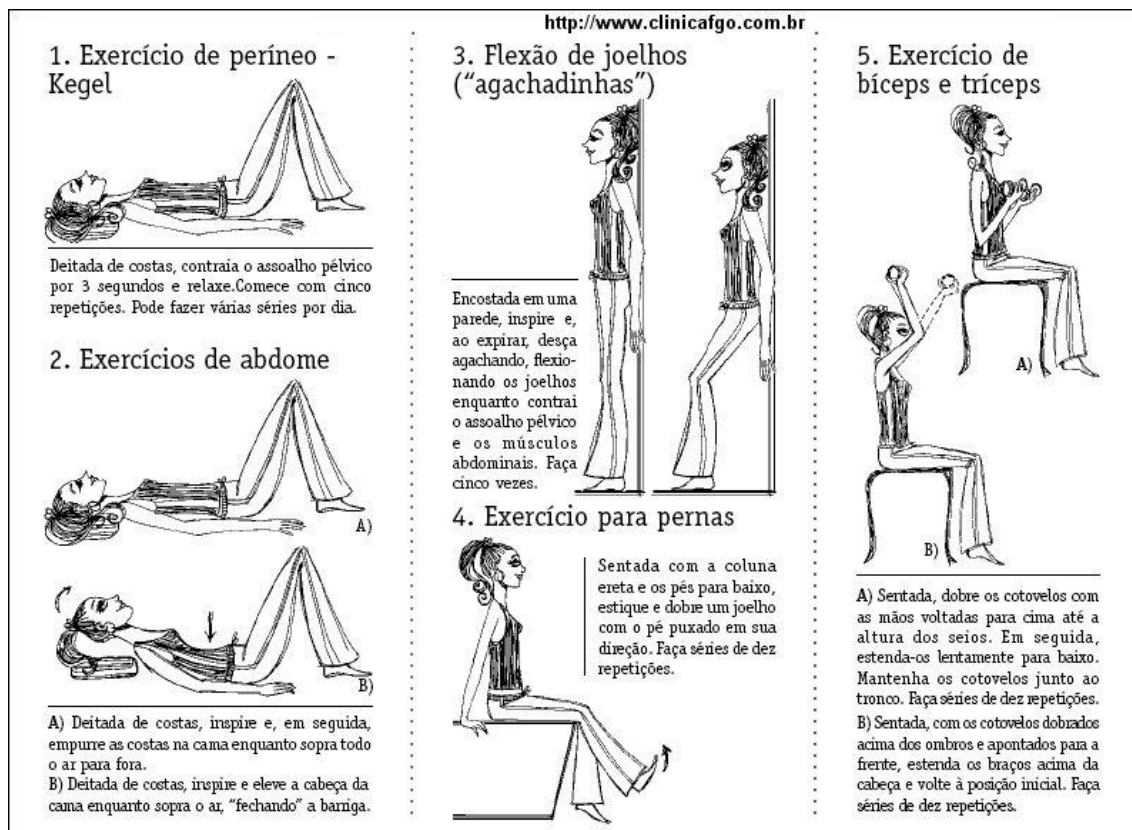 http://www.clinicafgo.com.br
1. Exercício de períneo -
Kegel
Deitada de costas, contraia o assoalho pélvico
por 3 segundos e relaxe.Comece com cinco
repetições. Pode fazer várias séries por dia.
2. Exercícios de abdome
A)
B)
A) Deitada de costas, inspire e, em seguida,
empurre as costas na cama enquanto sopra todo
o ar para fora.
B) Deitada de costas, inspire e eleve a cabeça da
cama enquanto sopra o ar, “fechando” a barriga.
3. Flexão de joelhos
(“agachadinhas”)
Encostada em uma
parede, inspire e,
ao expirar, desça
agachando, flexio-
nando os joelhos
enquanto contrai
o assoalho pélvico
e os músculos
abdominais. Faça
cinco vezes.
4. Exercício para pernas
Sentada com a coluna
ereta e os pés para baixo,
estique e dobre um joelho
com o pé puxado em sua
direção. Faça séries de dez
repetições.
5. Exercício de
bíceps e tríceps
A)
B)
A) Sentada, dobre os cotovelos com
as mãos voltadas para cima até a
altura dos seios. Em seguida,
estenda-os lentamente para baixo.
Mantenha os cotovelos junto ao
tronco. Faça séries de dez repetições.
B) Sentada, com os cotovelos dobrados
acima dos ombros e apontados para a
frente, estenda os braços acima da
cabeça e volte à posição inicial. Faça
séries de dez repetições.